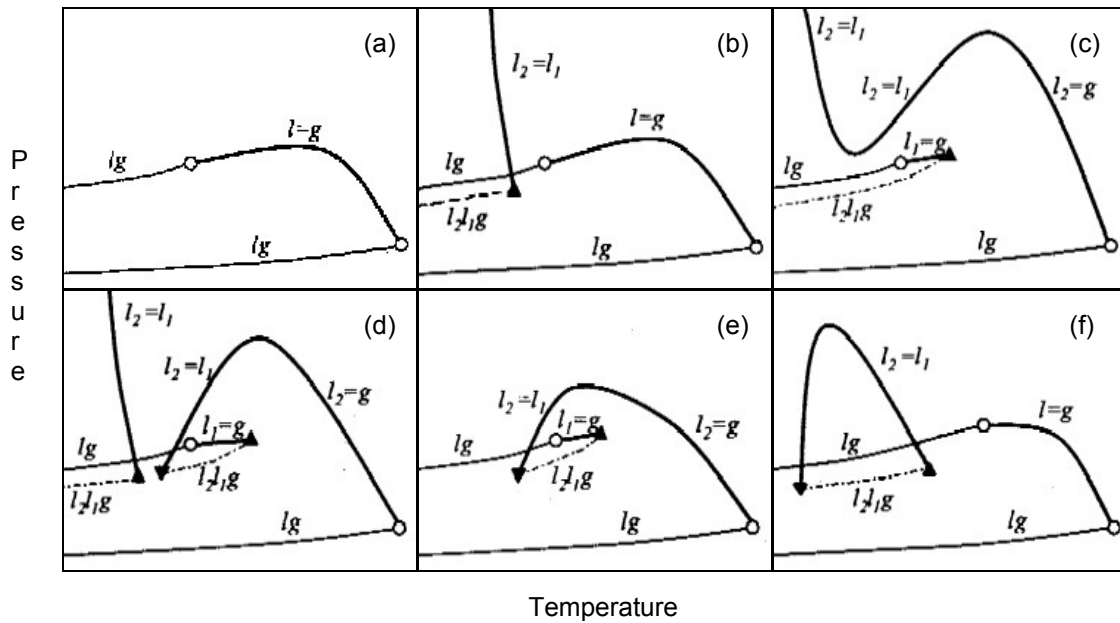 Pressure
(a)
l=g
lg
lg
(b)
l₂=l₁
l=g
lg
l₂l₁g
lg
(c)
l₂=l₁
l₂=l₁
l₂=g
l₁=g
lg
l₂l₁g
lg
(d)
l₂=l₁
l₂=l₁
l₂=g
l₁=g
lg
l₂l₁g
l₂l₁g
lg
(e)
l₂=l₁
l₁=g
l₂=g
lg
l₂l₁g
lg
(f)
l₂=l₁
l=g
lg
l₂l₁g
lg
Temperature